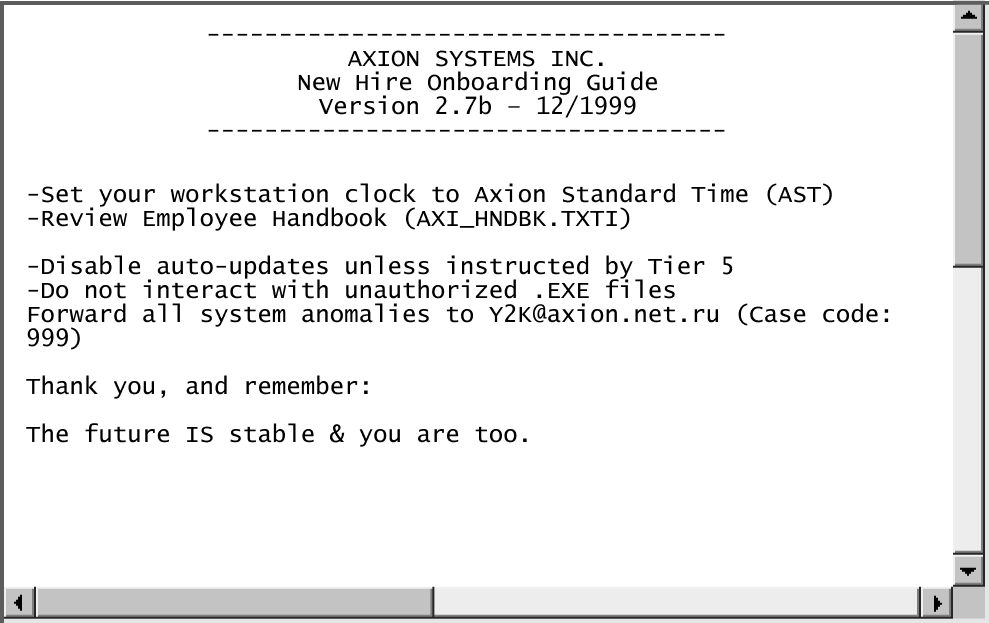 ------------------------------------
AXION SYSTEMS INC.
New Hire Onboarding Guide
Version 2.7b – 12/1999
------------------------------------
-Set your workstation clock to Axion Standard Time (AST)
-Review Employee Handbook (AXI_HNDBK.TXTI)
-Disable auto-updates unless instructed by Tier 5
-Do not interact with unauthorized .EXE files
Forward all system anomalies to Y2K@axion.net.ru (Case code:
999)
Thank you, and remember:
The future IS stable & you are too.